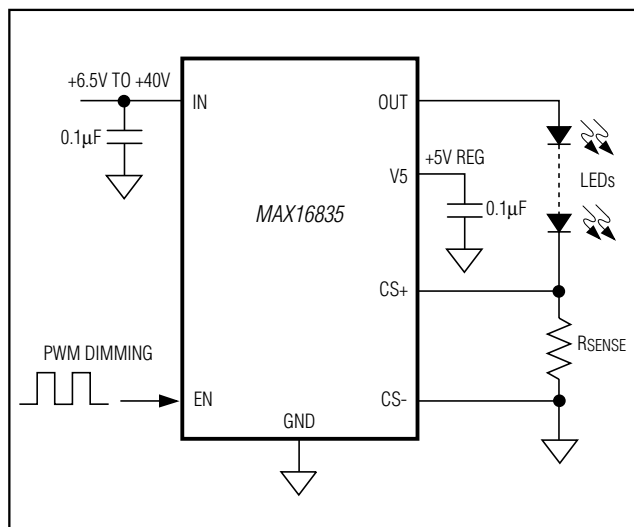 +6.5V TO +40V
IN
OUT
0.1µF
+5V REG
V5
LEDs
MAX16835
0.1µF
CS+
RSENSE
PWM DIMMING
EN
CS-
GND